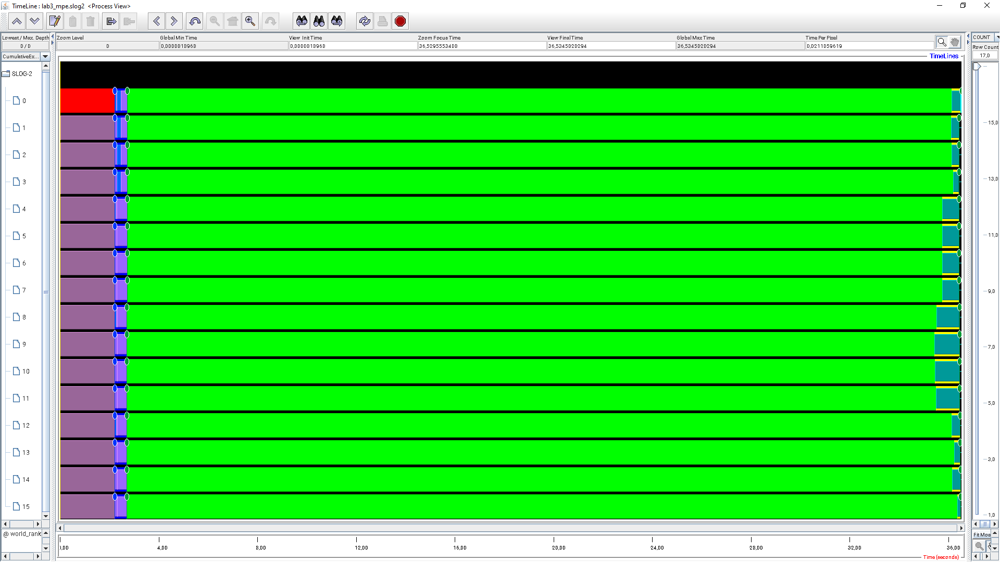 TimeLine : lab3_mpe.slog2 <Process View>
Lowest / Max. Depth
0 / 0
CumulativeEx...
SLOG-2
0
1
2
3
4
5
6
7
8
9
10
11
12
13
14
15
@ world_rank
Zoom Level
0
Global Min Time
0,0000818968
View Init Time
0,0000818968
Zoom Focus Time
36,5295553408
View Final Time
36,5345020294
Global Max Time
36,5345020294
Time Per Pixel
0,0211059619
TimeLines
0,00
4,00
8,00
12,00
16,00
20,00
24,00
28,00
32,00
36,00
Time (seconds)
COUNT
Row Count
17,0
15,0
13,0
11,0
9,0
7,0
5,0
3,0
1,0
Fit Mos